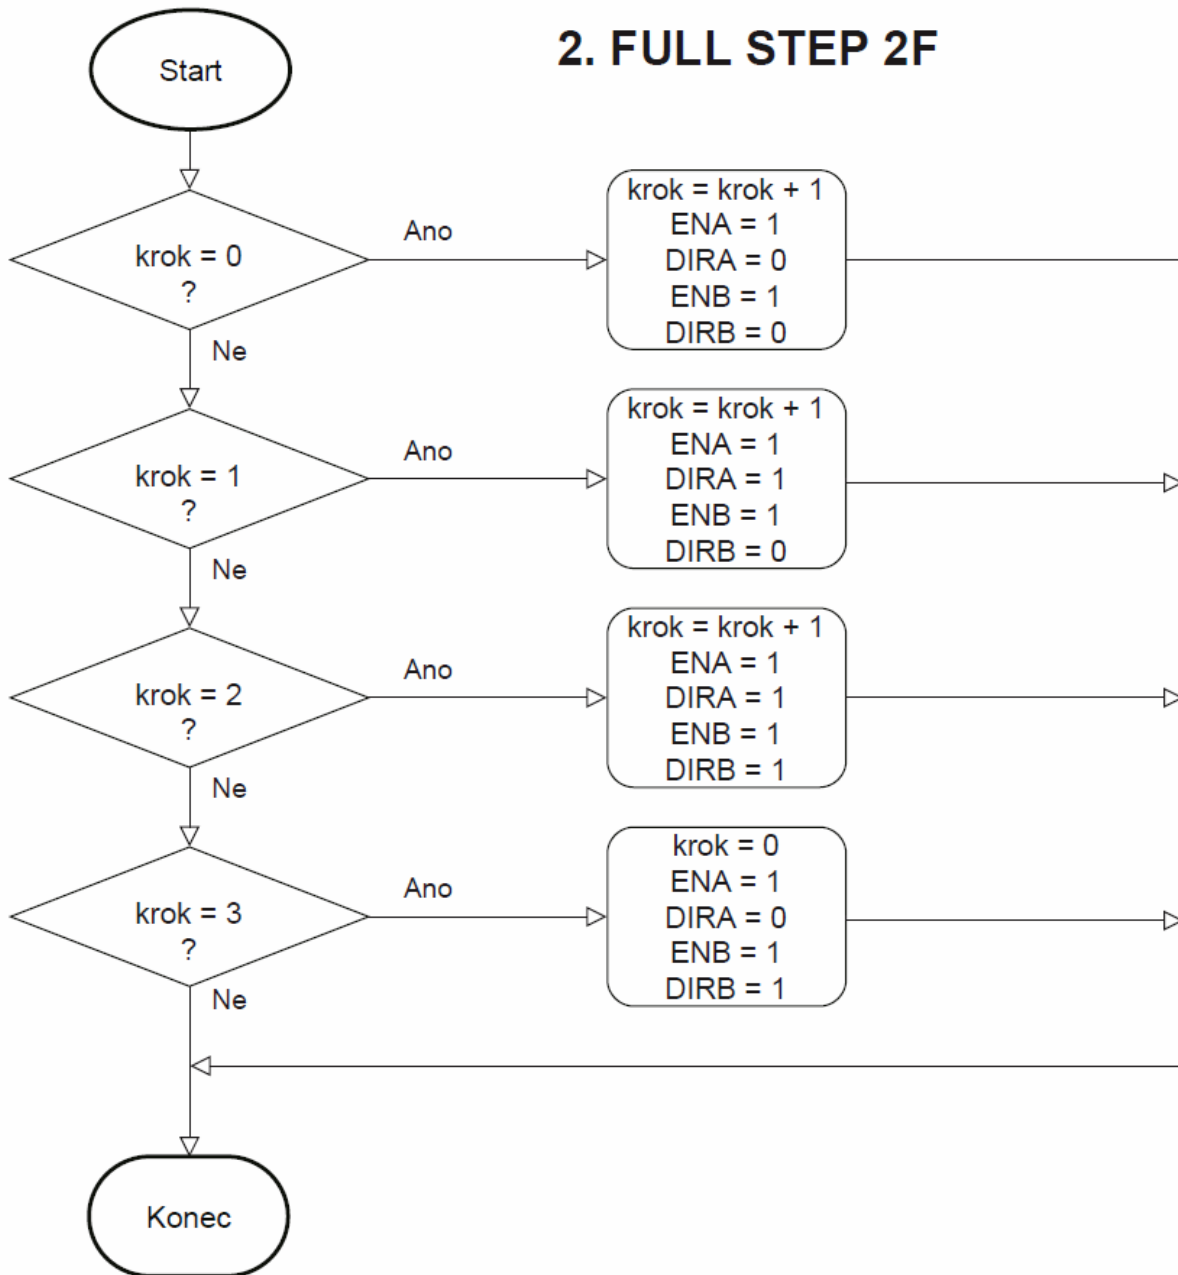 2. FULL STEP 2F
Start
krok = 0
?
Ano
krok = krok + 1
ENA = 1
DIRA = 0
ENB = 1
DIRB = 0
Ne
krok = 1
?
Ano
krok = krok + 1
ENA = 1
DIRA = 1
ENB = 1
DIRB = 0
Ne
krok = 2
?
Ano
krok = krok + 1
ENA = 1
DIRA = 1
ENB = 1
DIRB = 1
Ne
krok = 3
?
Ano
krok = 0
ENA = 1
DIRA = 0
ENB = 1
DIRB = 1
Ne
Konec